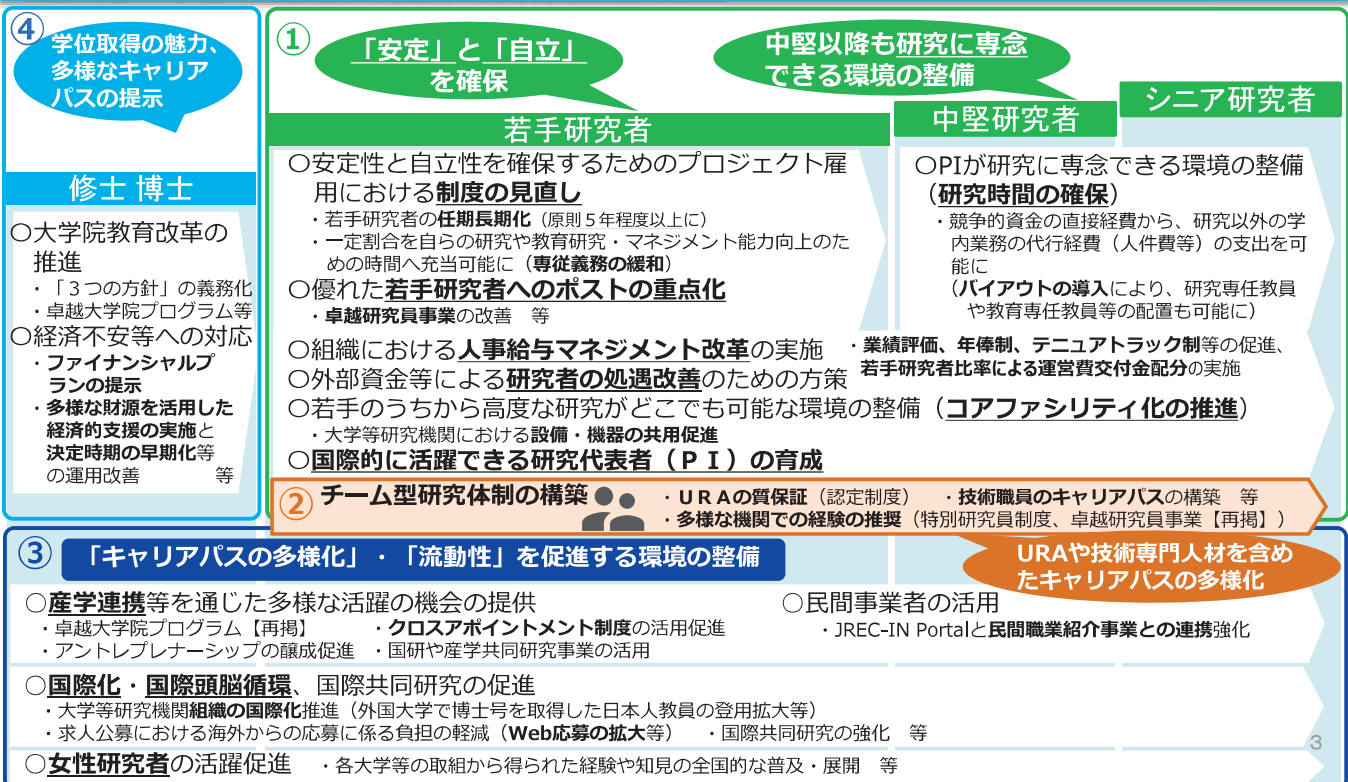 ④
学位取得の魅力、
多様なキャリア
パスの提示
修士 博士
○大学院教育改革の
推進
・「３つの方針」の義務化
・卓越大学院プログラム等
○経済不安等への対応
・ファイナンシャルプ
ランの提示
・多様な財源を活用した
経済的支援の実施と
決定時期の早期化等
の運用改善　　　等
①
「安定」と「自立」
を確保
中堅以降も研究に専念
できる環境の整備
若手研究者
中堅研究者
シニア研究者
○安定性と自立性を確保するためのプロジェクト雇
用における制度の見直し
・若手研究者の任期長期化（原則５年程度以上に）
・一定割合を自らの研究や教育研究・マネジメント能力向上のた
めの時間へ充当可能に（専従義務の緩和）
○優れた若手研究者へのポストの重点化
・卓越研究員事業の改善　等
○PIが研究に専念できる環境の整備
（研究時間の確保）
・競争的資金の直接経費から、研究以外の学
内業務の代行経費（人件費等）の支出を可
能に
（バイアウトの導入により、研究専任教員
や教育専任教員等の配置も可能に）
○組織における人事給与マネジメント改革の実施
・業績評価、年俸制、テニュアトラック制等の促進、
若手研究者比率による運営費交付金配分の実施
○外部資金等による研究者の処遇改善のための方策
○若手のうちから高度な研究がどこでも可能な環境の整備（コアファシリティ化の推進）
・大学等研究機関における設備・機器の共用促進
○国際的に活躍できる研究代表者（ＰＩ）の育成
② チーム型研究体制の構築
・ＵＲＡの質保証（認定制度）　・技術職員のキャリアパスの構築　等
・多様な機関での経験の推奨（特別研究員制度、卓越研究員事業【再掲】）
URAや技術専門人材を含め
たキャリアパスの多様化
③ 「キャリアパスの多様化」・「流動性」を促進する環境の整備
○産学連携等を通じた多様な活躍の機会の提供
・卓越大学院プログラム【再掲】　・クロスアポイントメント制度の活用促進
・アントレプレナーシップの醸成促進　・国研や産学共同研究事業の活用
○民間事業者の活用
・JREC-IN Portalと民間職業紹介事業との連携強化
○国際化・国際頭脳循環、国際共同研究の促進
・大学等研究機関組織の国際化推進（外国大学で博士号を取得した日本人教員の登用拡大等）
・求人公募における海外からの応募に係る負担の軽減（Web応募の拡大等）　・国際共同研究の強化　等
○女性研究者の活躍促進　・各大学等の取組から得られた経験や知見の全国的な普及・展開　等
3